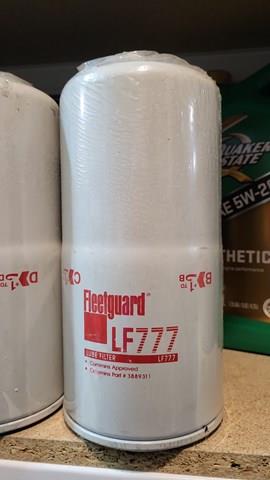 Fleetguard®
LF777
LUBE FILTER LF777
• Cummins Approved
• Cummins Part # 3889311
QUAKER
STATE
5W-2
THETIC